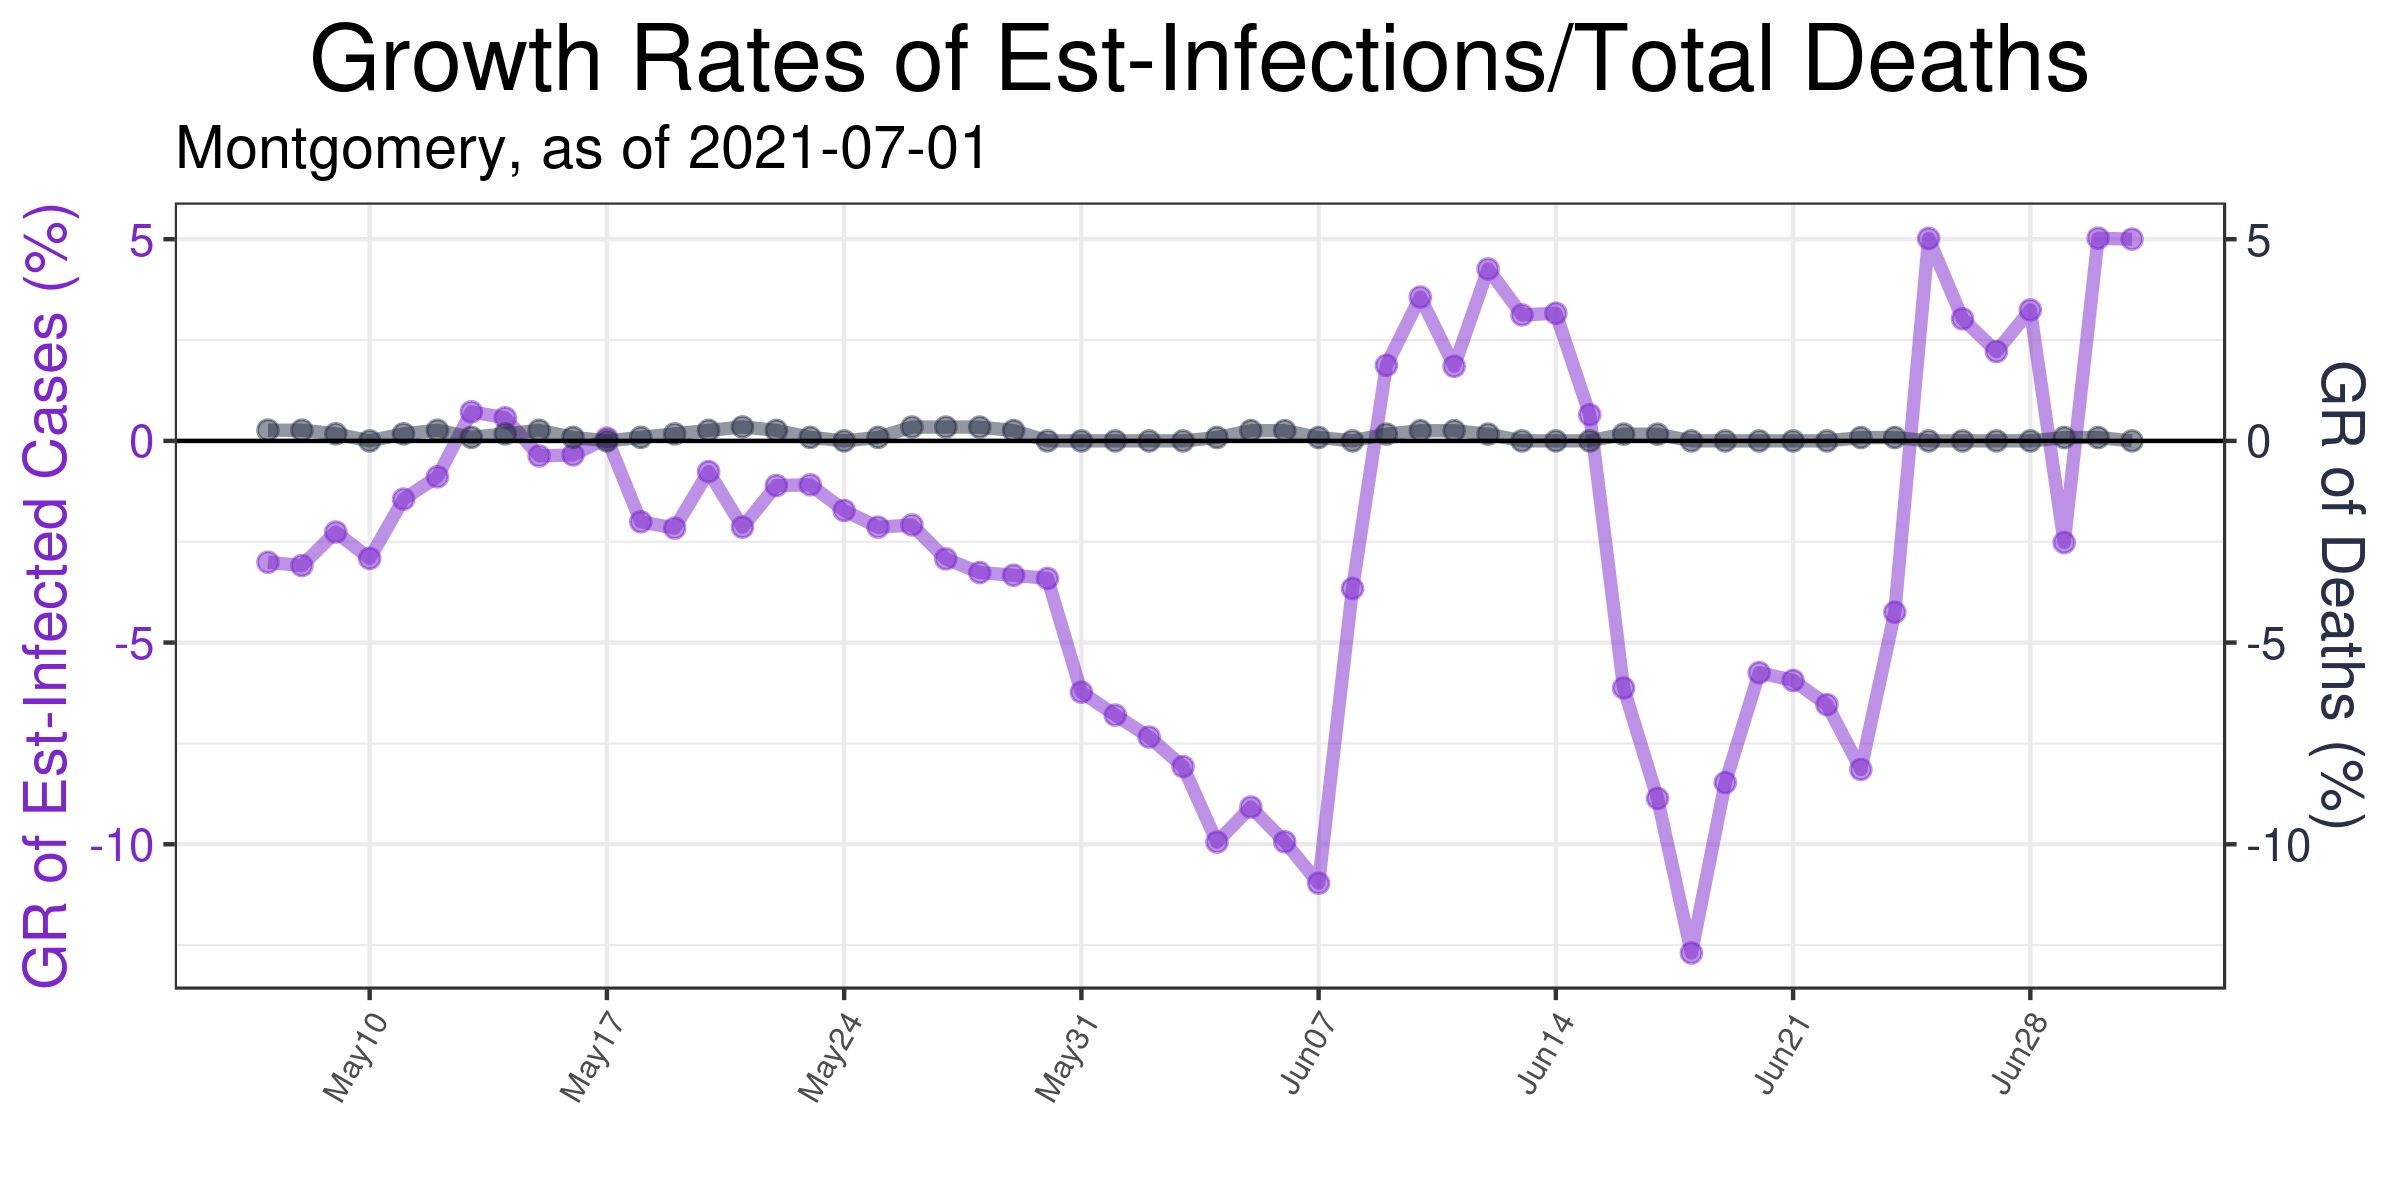 Growth Rates of Est-Infections/Total Deaths
Montgomery, as of 2021-07-01
GR of Est-Infected Cases (%)
5
0
-5
-10
5
0
-5
-10
GR of Deaths (%)
May10
May17
May24
May31
Jun07
Jun14
Jun21
Jun28